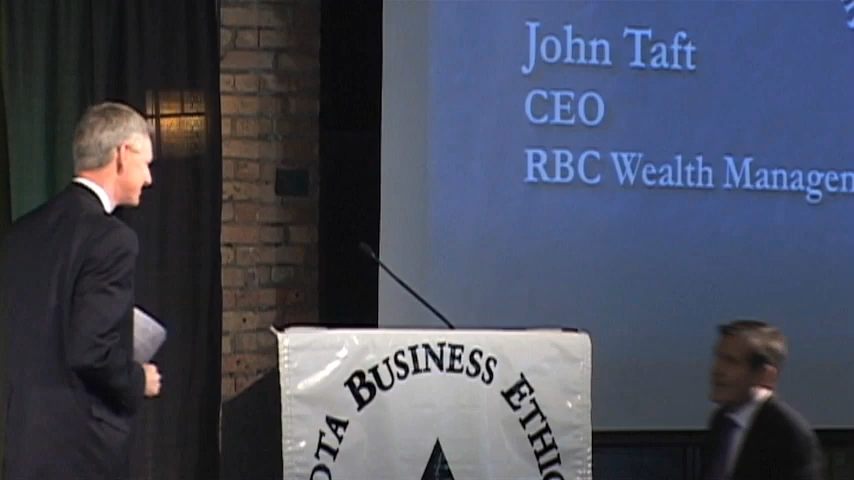 John Taft
CEO
RBC Wealth Managem
OTA BUSINESS ETHIC